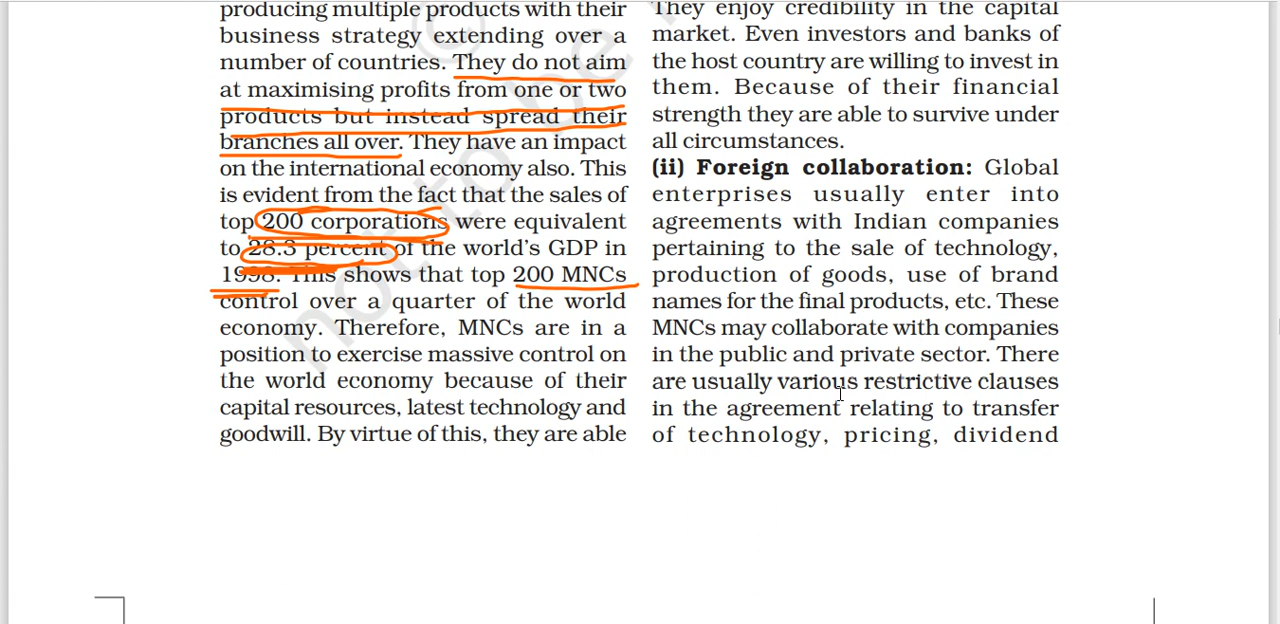 producing multiple products with their
business strategy extending over a
number of countries. They do not aim
at maximising profits from one or two
products but instead spread their
branches all over. They have an impact
on the international economy also. This
is evident from the fact that the sales of
top 200 corporations were equivalent
to 28.3 percent of the world's GDP in
1998. This shows that top 200 MNCs
control over a quarter of the world
economy. Therefore, MNCs are in a
position to exercise massive control on
the world economy because of their
capital resources, latest technology and
goodwill. By virtue of this, they are able
They enjoy credibility in the capital
market. Even investors and banks of
the host country are willing to invest in
them. Because of their financial
strength they are able to survive under
all circumstances.
(ii) Foreign collaboration: Global
enterprises usually enter into
agreements with Indian companies
pertaining to the sale of technology,
production of goods, use of brand
names for the final products, etc. These
MNCs may collaborate with companies
in the public and private sector. There
are usually various restrictive clauses
in the agreement relating to transfer
of technology, pricing, dividend
©
not to be